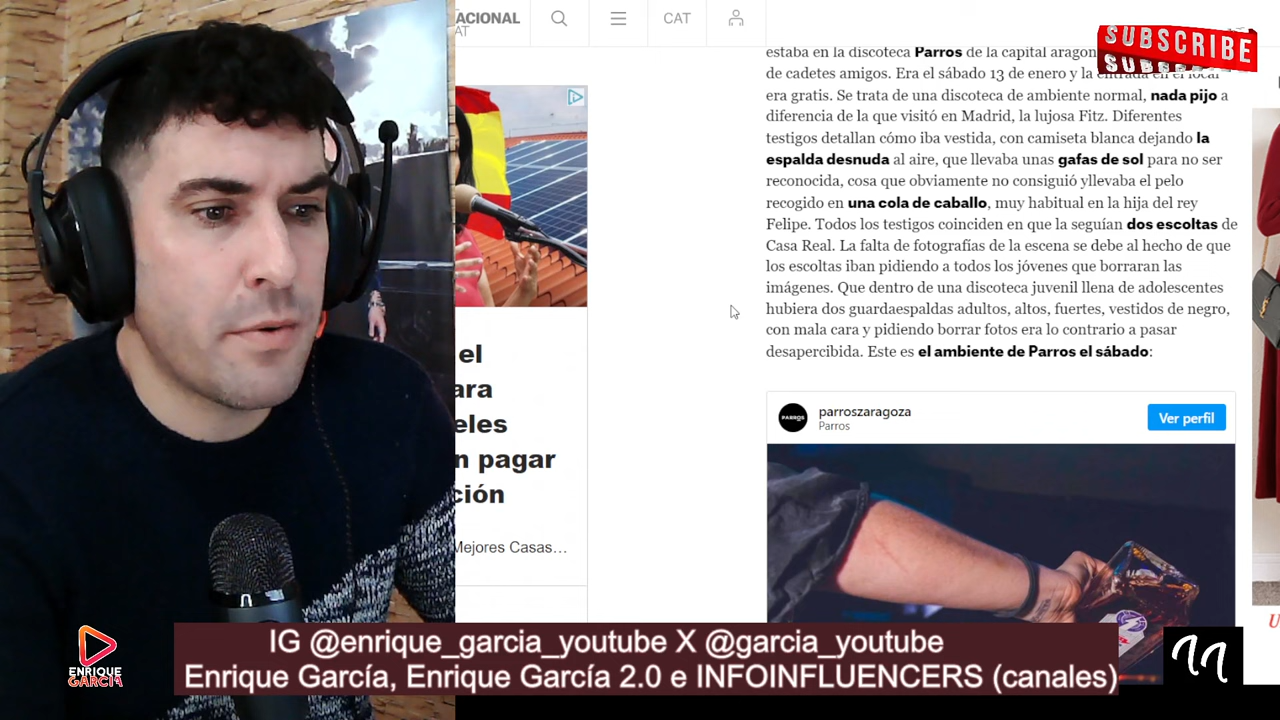 ACIONAL
AT
CAT
SUBSCRIBE
estaba en la discoteca Parros de la capital aragon
de cadetes amigos. Era el sábado 13 de enero y la entrada en el local
era gratis. Se trata de una discoteca de ambiente normal, nada pijo a
diferencia de la que visitó en Madrid, la lujosa Fitz. Diferentes
testigos detallan cómo iba vestida, con camiseta blanca dejando la
espalda desnuda al aire, que llevaba unas gafas de sol para no ser
reconocida, cosa que obviamente no consiguió yllevaba el pelo
recogido en una cola de caballo, muy habitual en la hija del rey
Felipe. Todos los testigos coinciden en que la seguían dos escoltas de
Casa Real. La falta de fotografías de la escena se debe al hecho de que
los escoltas iban pidiendo a todos los jóvenes que borraran las
imágenes. Que dentro de una discoteca juvenil llena de adolescentes
hubiera dos guardaespaldas adultos, altos, fuertes, vestidos de negro,
con mala cara y pidiendo borrar fotos era lo contrario a pasar
desapercibida. Este es el ambiente de Parros el sábado:
el
ara
eles
n pagar
ción
Mejores Casas...
PARROS
parroszaragoza
Parros
Ver perfil
IG @enrique_garcia_youtube X @garcia_youtube
Enrique García, Enrique García 2.0 e INFOINFLUENCERS (canales)
ENRIQUE
GARCÍA